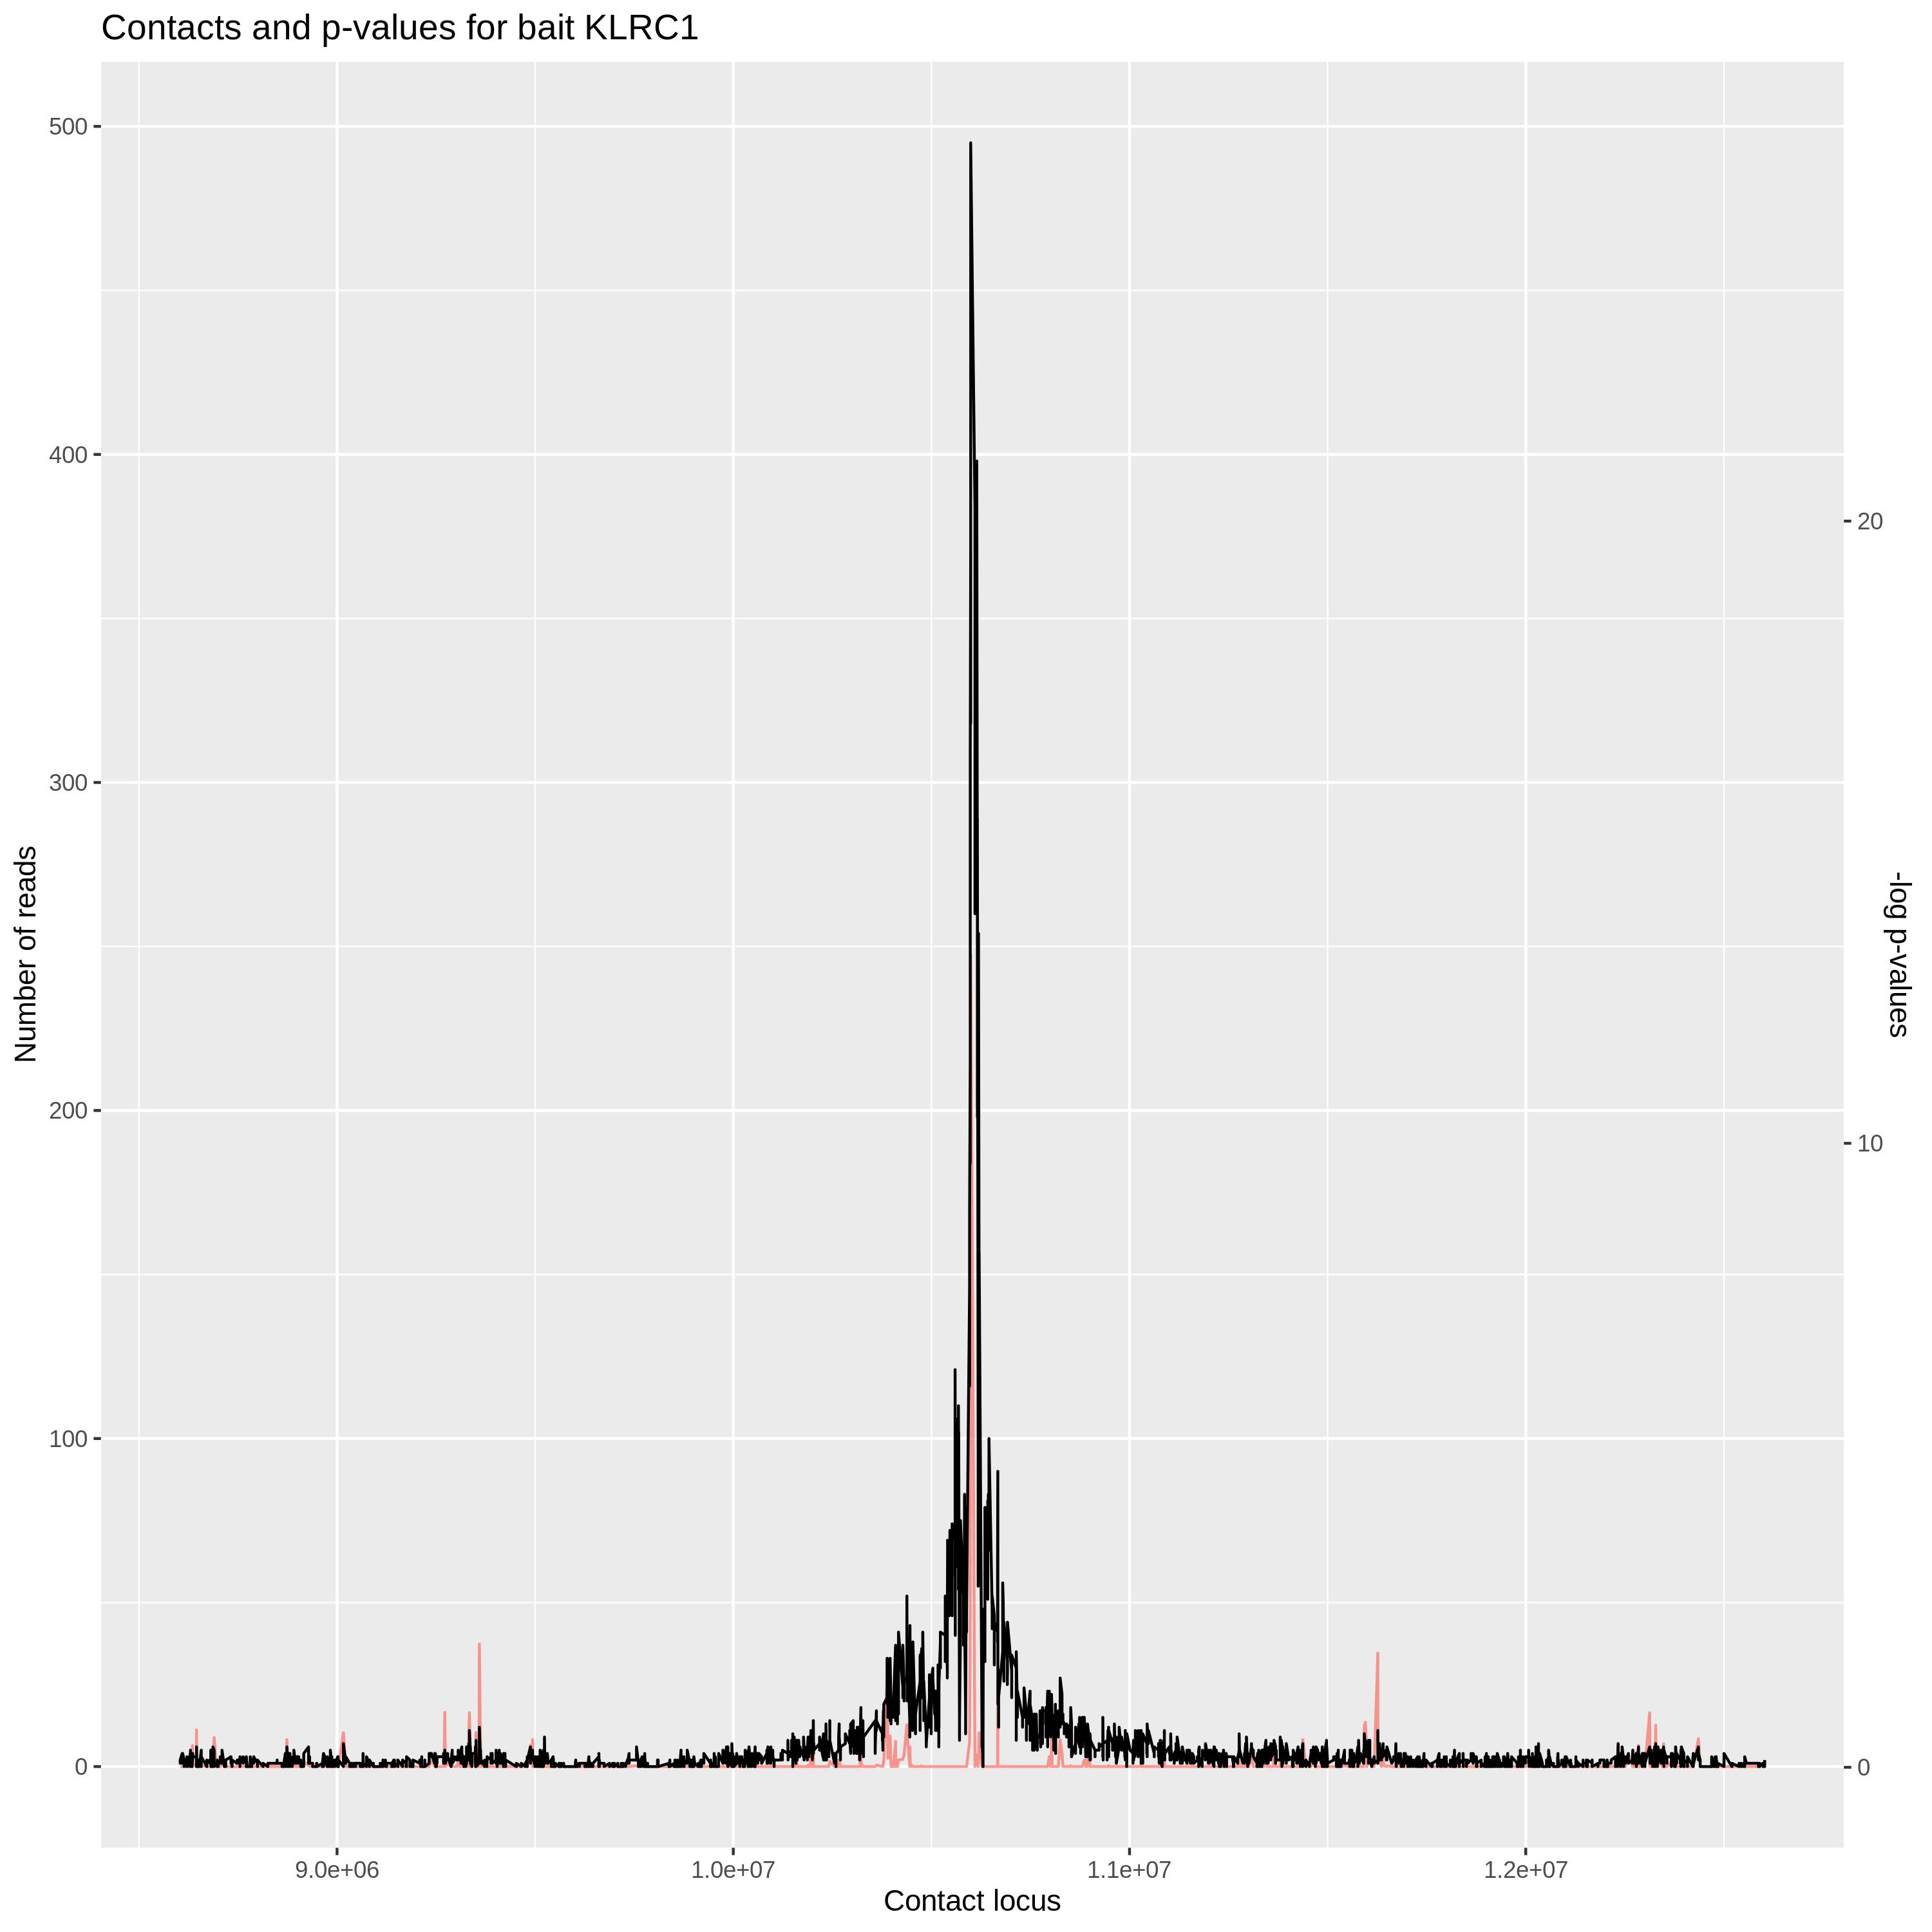 Contacts and p-values for bait KLRC1
500
400
300
200
100
0
Number of reads
20
10
0
-log p-values
9.0e+06
1.0e+07
1.1e+07
1.2e+07
Contact locus